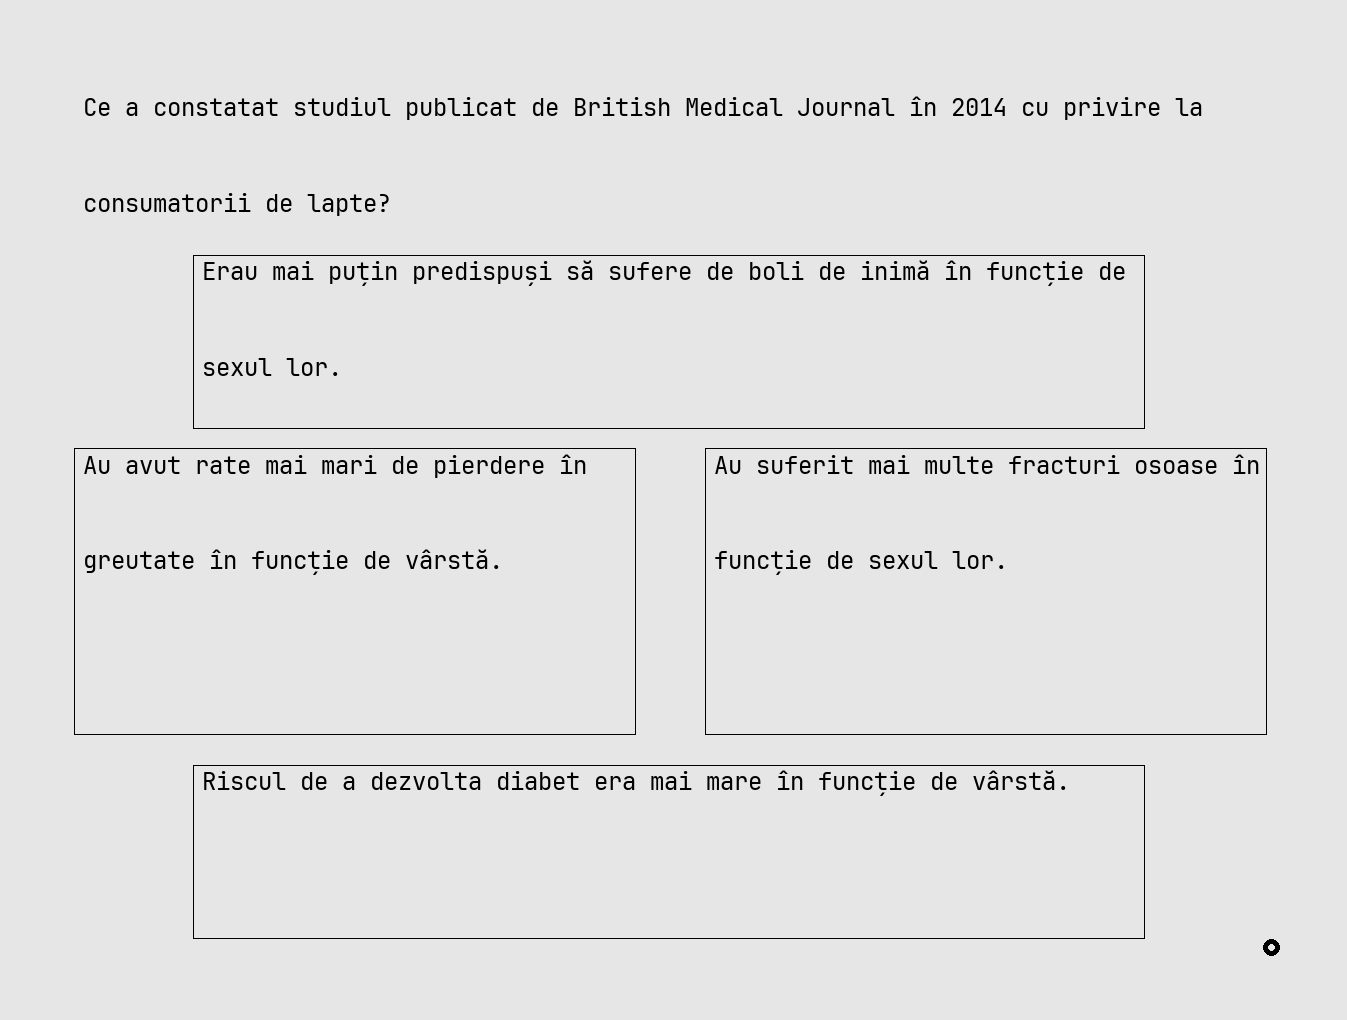 Ce a constatat studiul publicat de British Medical Journal în 2014 cu privire la
consumatorii de lapte?
Erau mai puțin predispuși să sufere de boli de inimă în funcție de
sexul lor.
Au avut rate mai mari de pierdere în
greutate în funcție de vârstă.
Au suferit mai multe fracturi osoase în
funcție de sexul lor.
Riscul de a dezvolta diabet era mai mare în funcție de vârstă.